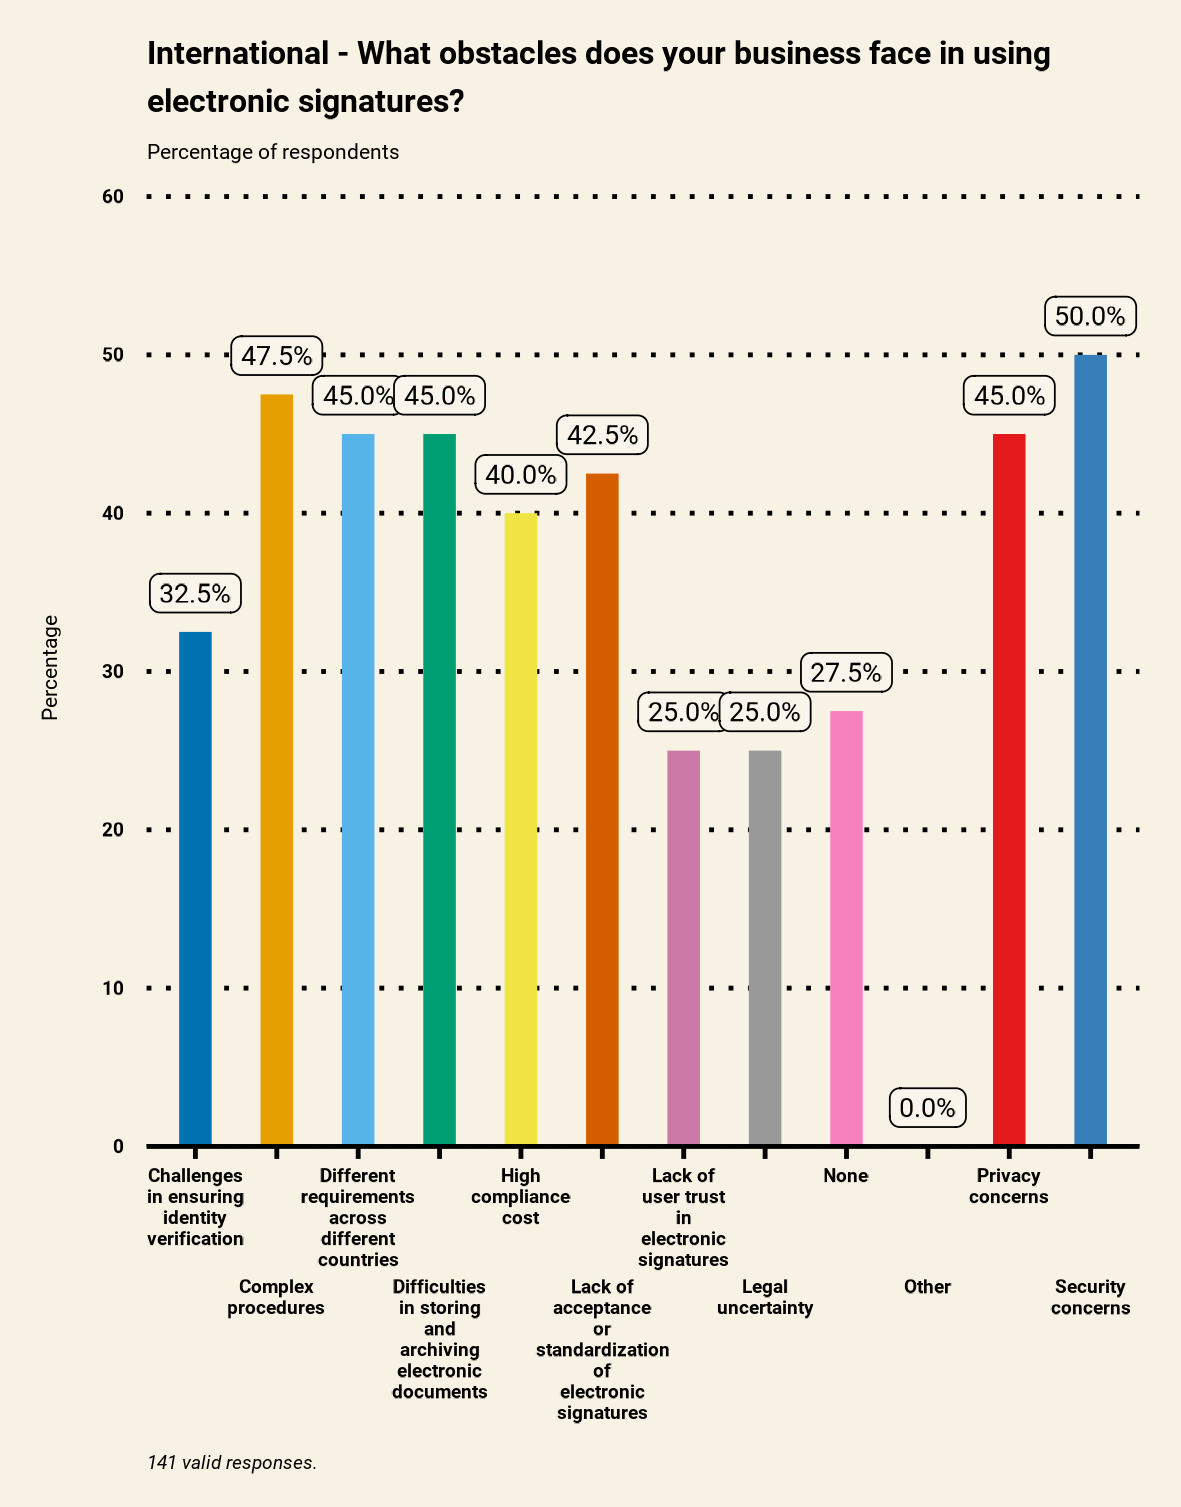 International - What obstacles does your business face in using
electronic signatures?
Percentage of respondents
60
50
40
30
20
10
0
Percentage
32.5%
47.5%
45.0%
45.0%
40.0%
42.5%
25.0%
25.0%
27.5%
0.0%
45.0%
50.0%
Challenges
in ensuring
identity
verification
Complex
procedures
Different
requirements
across
different
countries
Difficulties
in storing
and
archiving
electronic
documents
High
compliance
cost
Lack of
acceptance
or
standardization
of
electronic
signatures
Lack of
user trust
in
electronic
signatures
Legal
uncertainty
None
Other
Privacy
concerns
Security
concerns
141 valid responses.